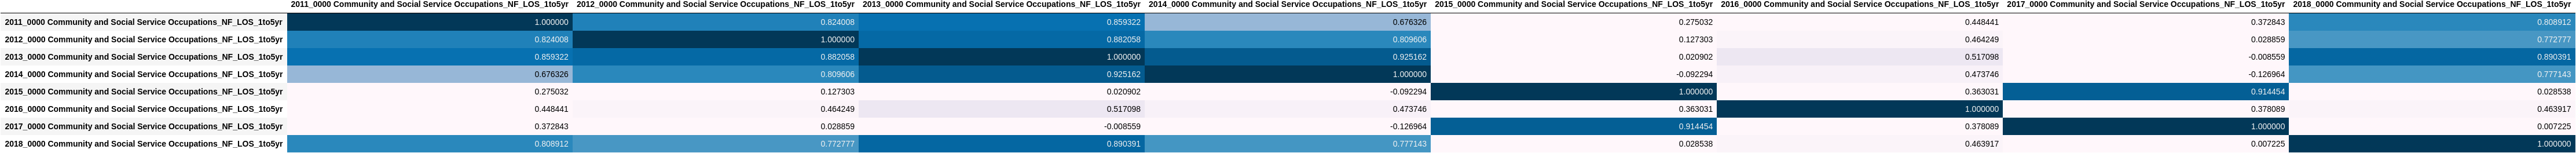 2011_0000 Community and Social Service Occupations_NF_LOS_1to5yr 2012_0000 Community and Social Service Occupations_NF_LOS_1to5yr 2013_0000 Community and Social Service Occupations_NF_LOS_1to5yr 2014_0000 Community and Social Service Occupations_NF_LOS_1to5yr 2015_0000 Community and Social Service Occupations_NF_LOS_1to5yr 2016_0000 Community and Social Service Occupations_NF_LOS_1to5yr 2017_0000 Community and Social Service Occupations_NF_LOS_1to5yr 2018_0000 Community and Social Service Occupations_NF_LOS_1to5yr
2011_0000 Community and Social Service Occupations_NF_LOS_1to5yr 1.000000 0.824008 0.859322 0.676326 0.275032 0.448441 0.372843 0.808912
2012_0000 Community and Social Service Occupations_NF_LOS_1to5yr 0.824008 1.000000 0.882058 0.809606 0.127303 0.464249 0.028859 0.772777
2013_0000 Community and Social Service Occupations_NF_LOS_1to5yr 0.859322 0.882058 1.000000 0.925162 0.020902 0.517098 -0.008559 0.890391
2014_0000 Community and Social Service Occupations_NF_LOS_1to5yr 0.676326 0.809606 0.925162 1.000000 -0.092294 0.473746 -0.126964 0.777143
2015_0000 Community and Social Service Occupations_NF_LOS_1to5yr 0.275032 0.127303 0.020902 -0.092294 1.000000 0.363031 0.914454 0.028538
2016_0000 Community and Social Service Occupations_NF_LOS_1to5yr 0.448441 0.464249 0.517098 0.473746 0.363031 1.000000 0.378089 0.463917
2017_0000 Community and Social Service Occupations_NF_LOS_1to5yr 0.372843 0.028859 -0.008559 -0.126964 0.914454 0.378089 1.000000 0.007225
2018_0000 Community and Social Service Occupations_NF_LOS_1to5yr 0.808912 0.772777 0.890391 0.777143 0.028538 0.463917 0.007225 1.000000